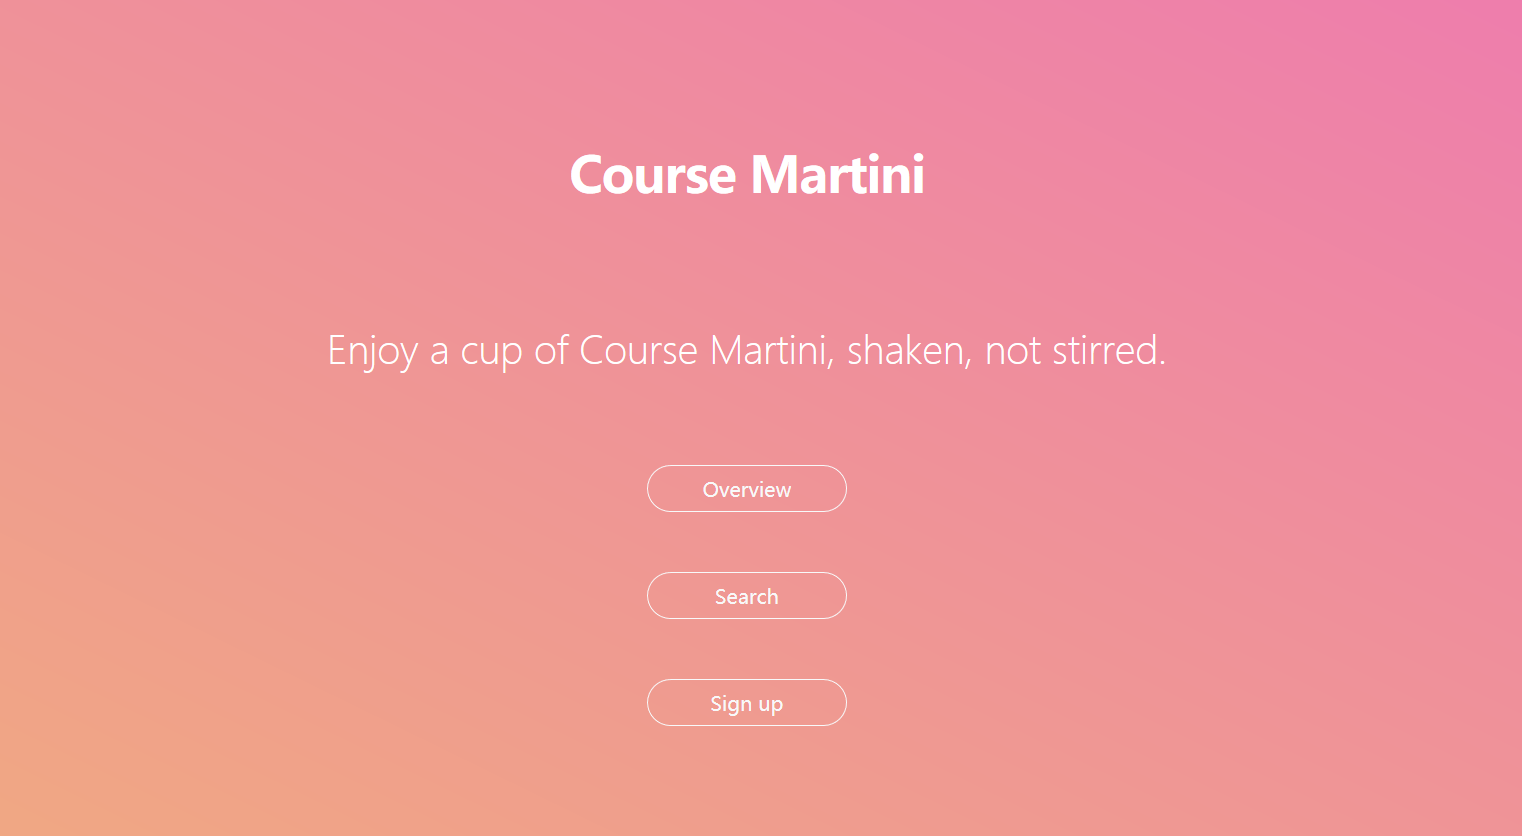 Course Martini
Enjoy a cup of Course Martini, shaken, not stirred.
Overview
Search
Sign up